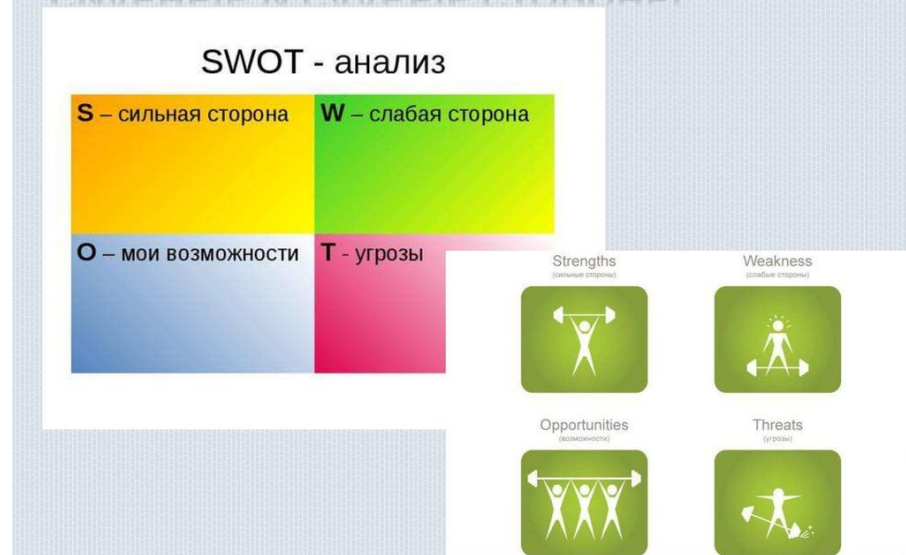 SWOT - анализ
S – сильная сторона
W – слабая сторона
O – мои возможности
T - угрозы
Strengths
(сильные стороны)
Weakness
(слабые стороны)
Opportunities
(возможности)
Threats
(угрозы)